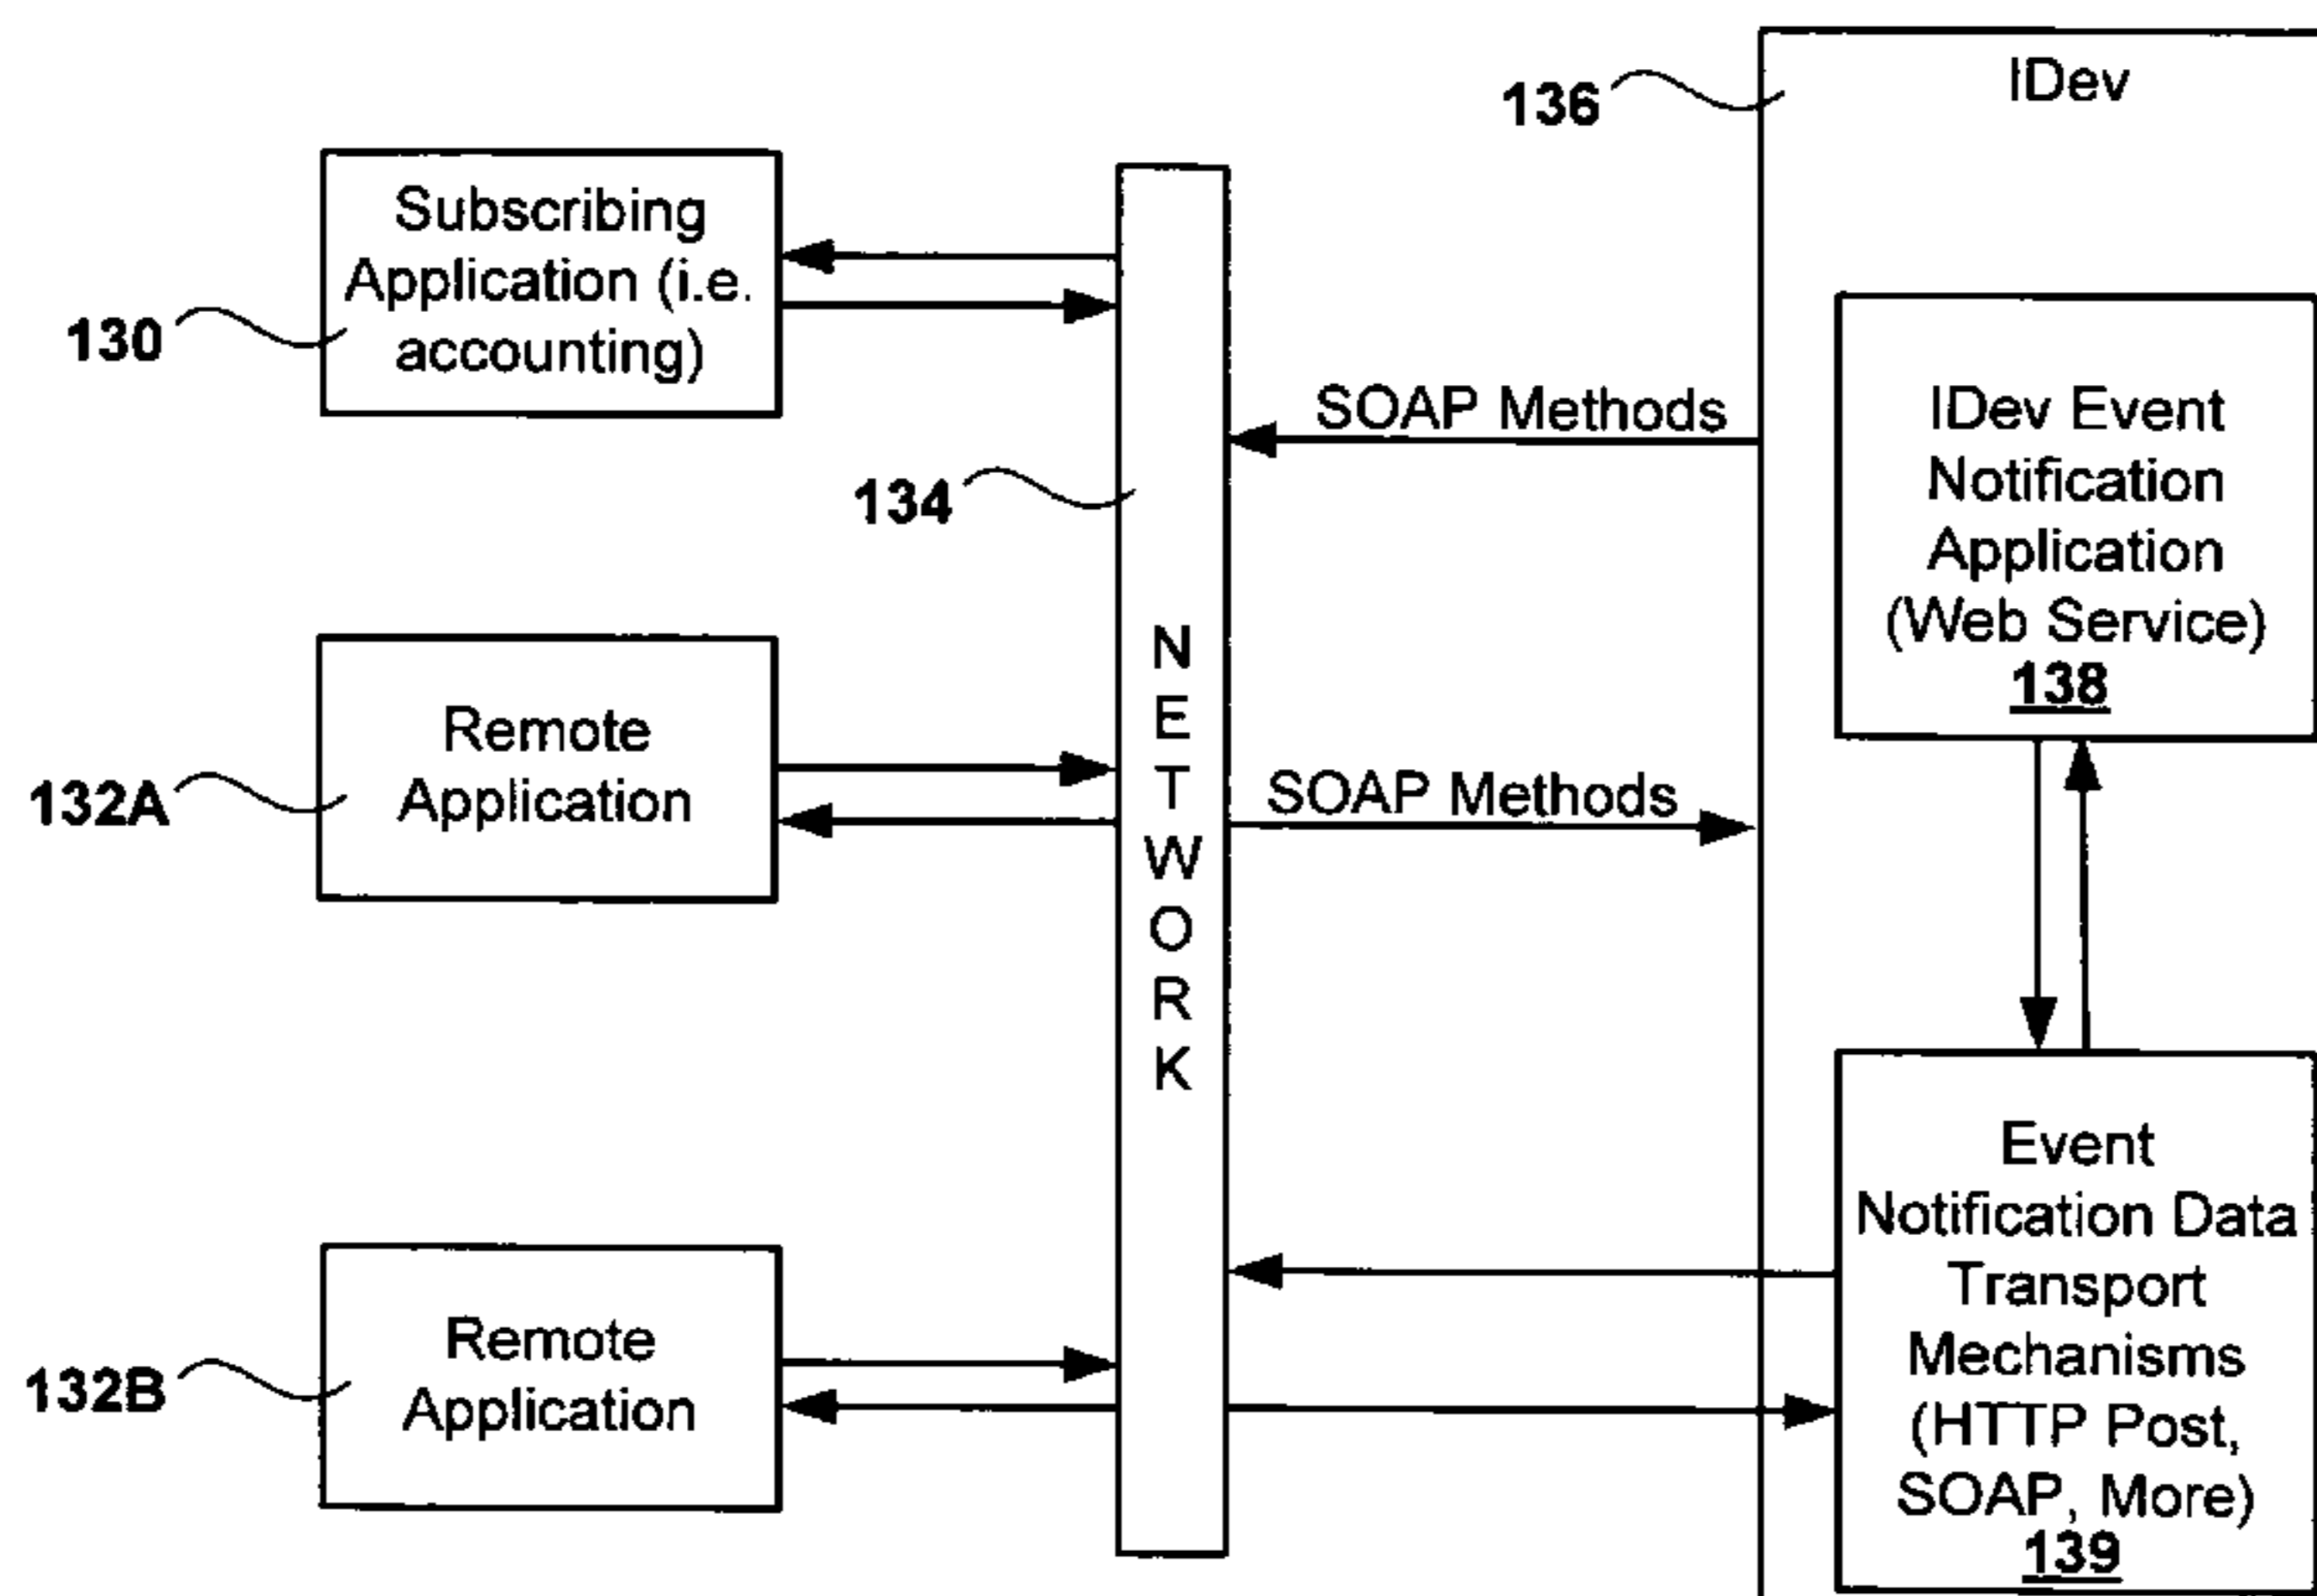 IDev
136
Subscribing
Application (i.e.
accounting)
130
SOAP Methods
IDev Event
Notification
Application
(Web Service)
138
134
N
E
T
W
O
R
K
Remote
Application
132A
SOAP Methods
Event
Notification Data
Transport
Mechanisms
(HTTP Post,
SOAP, More)
139
Remote
Application
132B